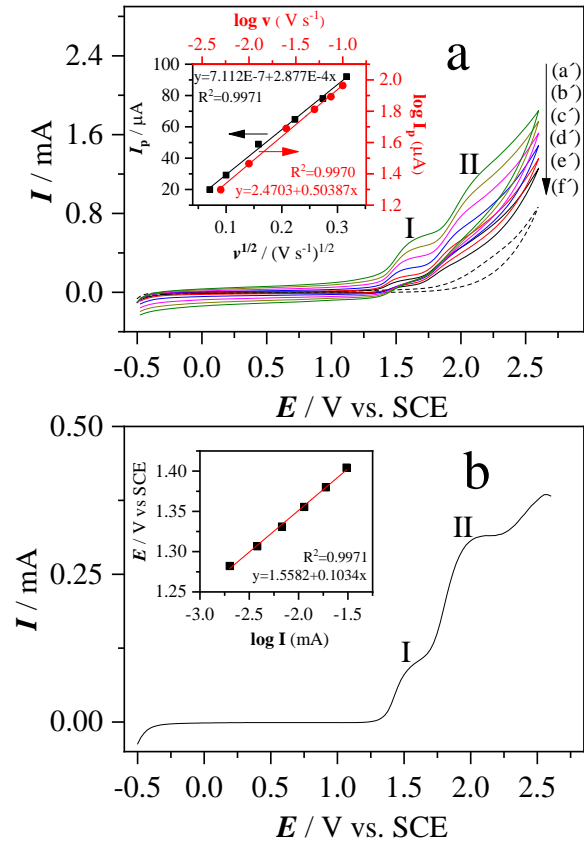 log v (V s⁻¹)
-2.0 -1.5 -1.0
a
I / mA
1.8
1.2
0.6
0.0
Iₚ / µA
100
80
60
40
20
y=7.112E-7+2.877E-4x
R²=0.9971
R²=0.9970
y=2.4703+0.50387x
2.0
1.8
1.6
1.4
1.2
log Iₚ (µA)
0.1 0.2 0.3
v^1/2 / (V s⁻¹)^1/2
I
II
(a´)
(b´)
(c´)
(d´)
(e´)
(f´)
-0.5 0.0 0.5 1.0 1.5 2.0 2.5
E / V vs. SCE
b
I / mA
0.50
0.25
0.00
E / V vs SCE
1.40
1.35
1.30
1.25
R²=0.9971
y=1.5582+0.1034x
-3.0 -2.5 -2.0 -1.5
log I (mA)
I
II
-0.5 0.0 0.5 1.0 1.5 2.0 2.5
E / V vs. SCE